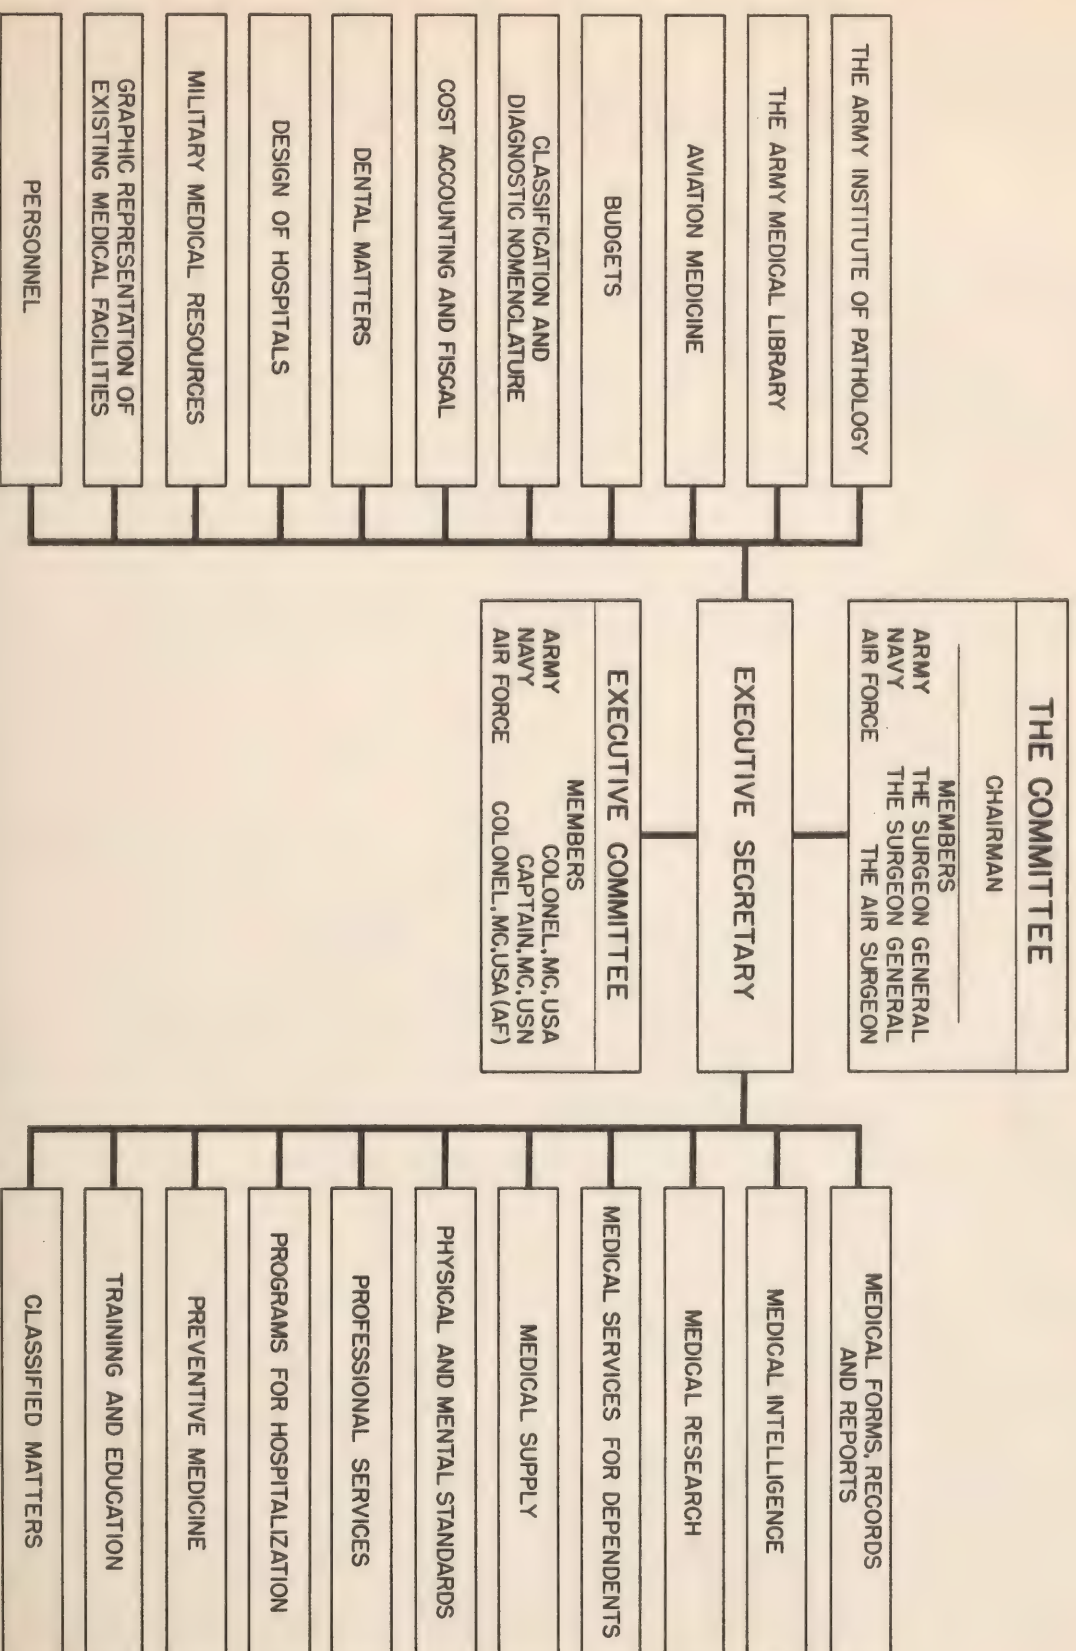 THE COMMITTEE
CHAIRMAN
MEMBERS
ARMY THE SURGEON GENERAL
NAVY THE SURGEON GENERAL
AIR FORCE THE AIR SURGEON
EXECUTIVE SECRETARY
EXECUTIVE COMMITTEE
MEMBERS
ARMY COLONEL, MC, USA
NAVY CAPTAIN, MC, USN
AIR FORCE COLONEL, MC, USA (AF)
THE ARMY INSTITUTE OF PATHOLOGY
THE ARMY MEDICAL LIBRARY
AVIATION MEDICINE
BUDGETS
CLASSIFICATION AND
DIAGNOSTIC NOMENCLATURE
COST ACCOUNTING AND FISCAL
DENTAL MATTERS
DESIGN OF HOSPITALS
MILITARY MEDICAL RESOURCES
GRAPHIC REPRESENTATION OF
EXISTING MEDICAL FACILITIES
PERSONNEL
MEDICAL FORMS, RECORDS
AND REPORTS
MEDICAL INTELLIGENCE
MEDICAL RESEARCH
MEDICAL SERVICES FOR DEPENDENTS
MEDICAL SUPPLY
PHYSICAL AND MENTAL STANDARDS
PROFESSIONAL SERVICES
PROGRAMS FOR HOSPITALIZATION
PREVENTIVE MEDICINE
TRAINING AND EDUCATION
CLASSIFIED MATTERS